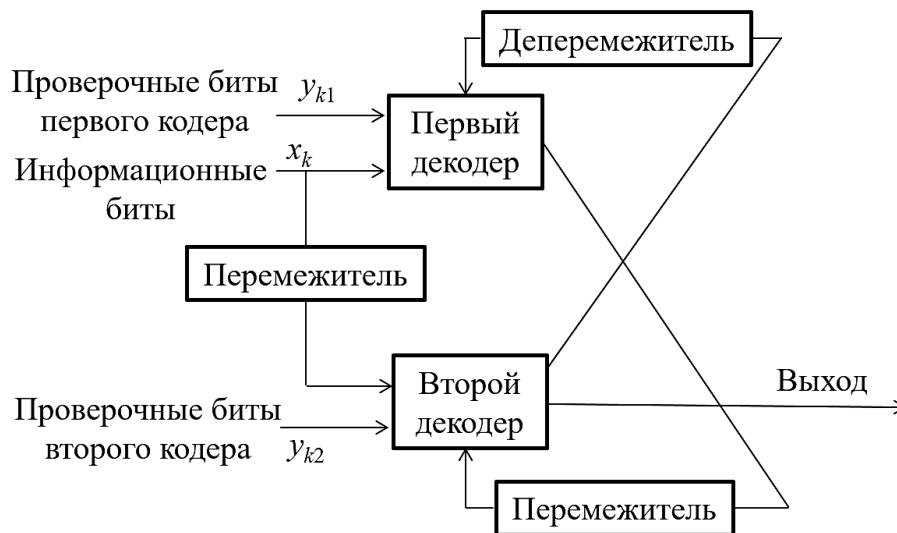 Деперемежитель
Проверочные биты
первого кодера
yk1
Первый
декодер
xk
Информационные
биты
Перемежитель
Второй
декодер
Выход
Проверочные биты
второго кодера
yk2
Перемежитель